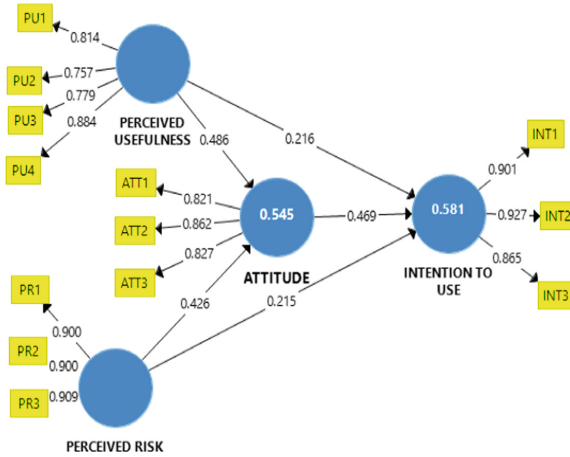 PU1
0.814
PU2
0.757
PU3
0.779
0.884
PU4
PERCEIVED
USEFULNESS
0.486
0.216
INT1
0.901
ATT1
0.821
ATT2
0.862
0.545
0.469
0.581
0.927
INT2
ATT3
0.827
0.865
ATTITUDE
INTENTION TO
USE
INT3
PR1
0.426
0.215
0.900
PR2
0.900
PR3
0.909
PERCEIVED RISK